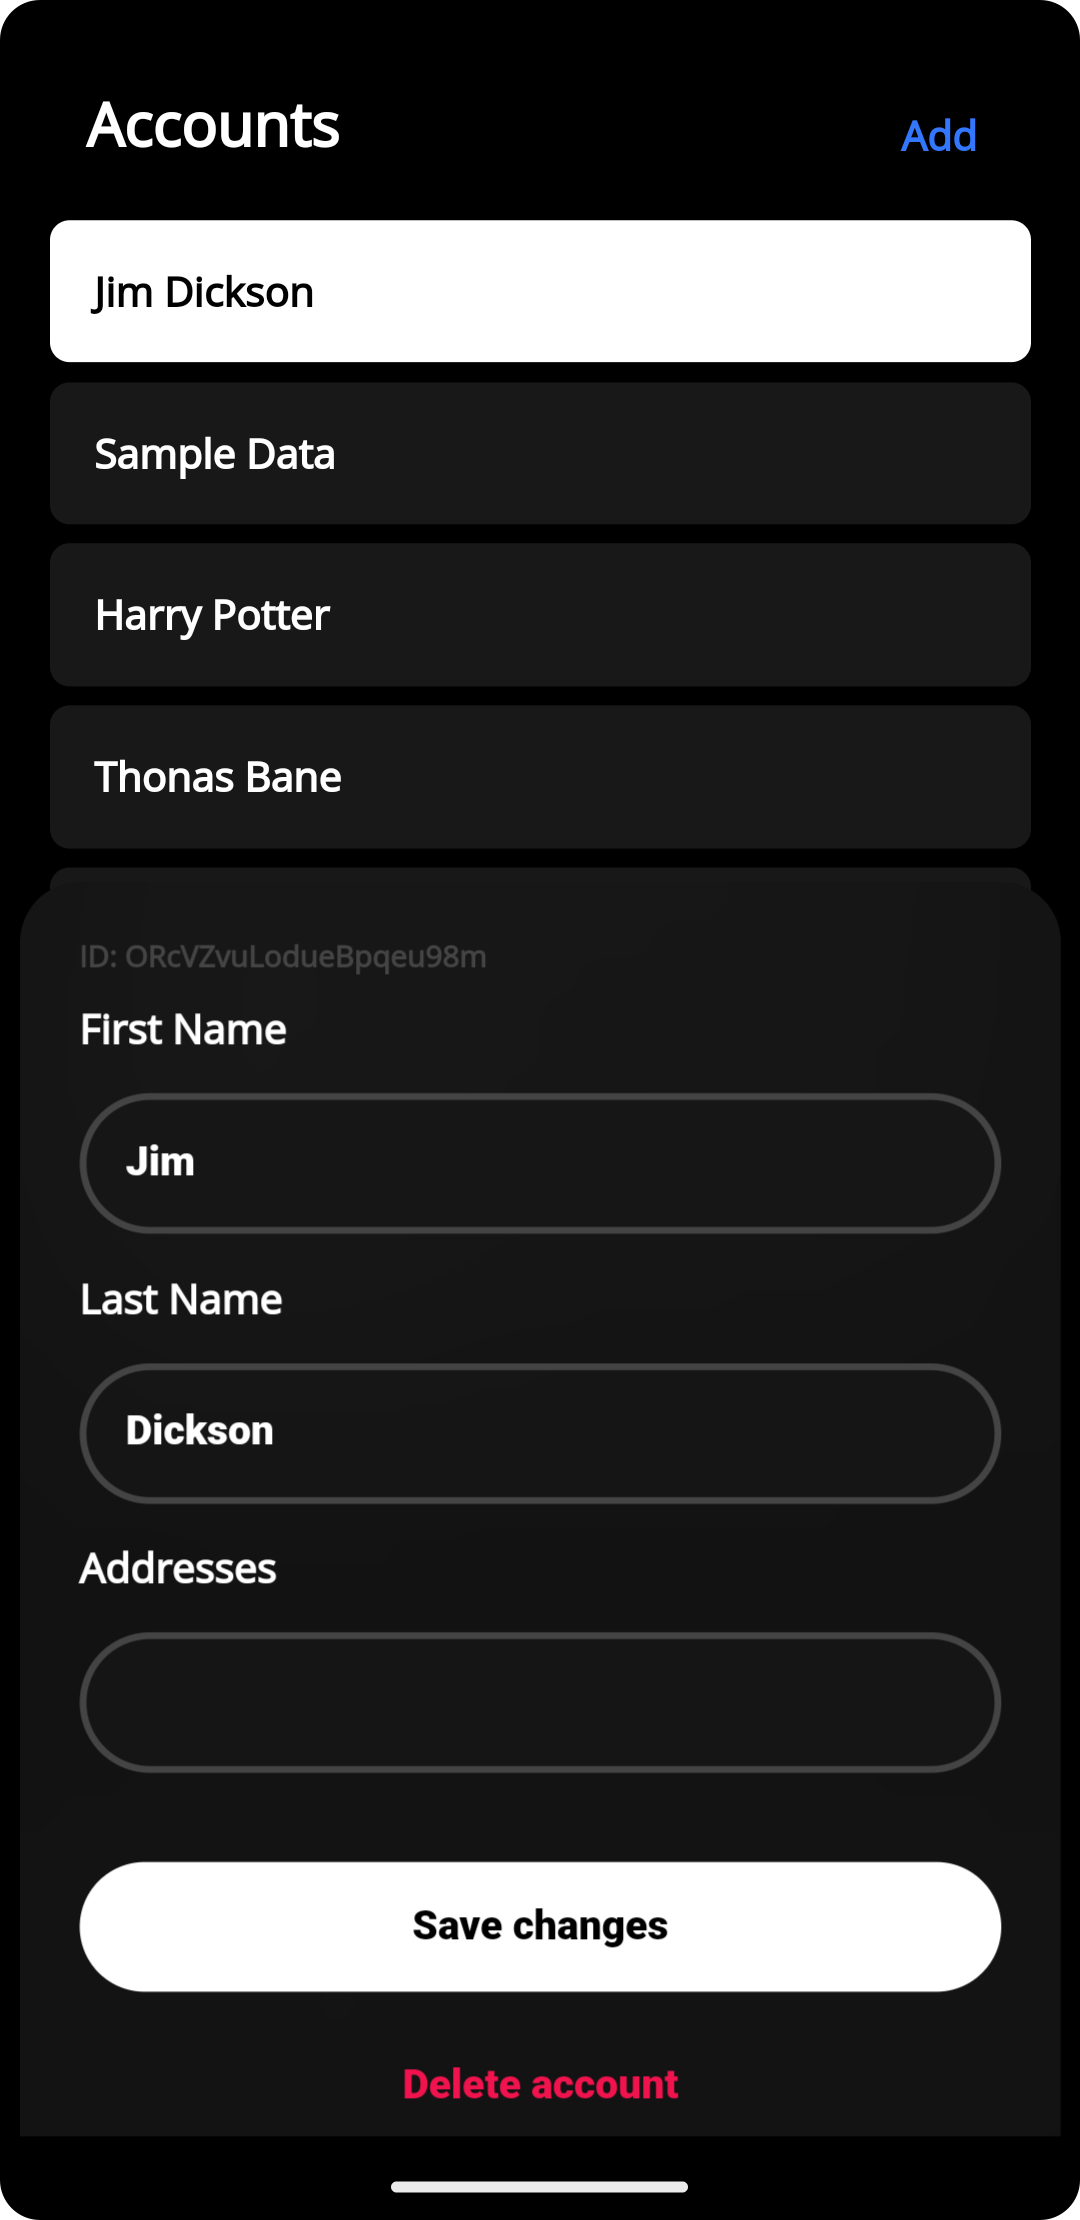 Accounts
Add
Jim Dickson
Sample Data
Harry Potter
Thonas Bane
ID: ORcVZvuLodueBpqeu98m
First Name
Jim
Last Name
Dickson
Addresses
Save changes
Delete account